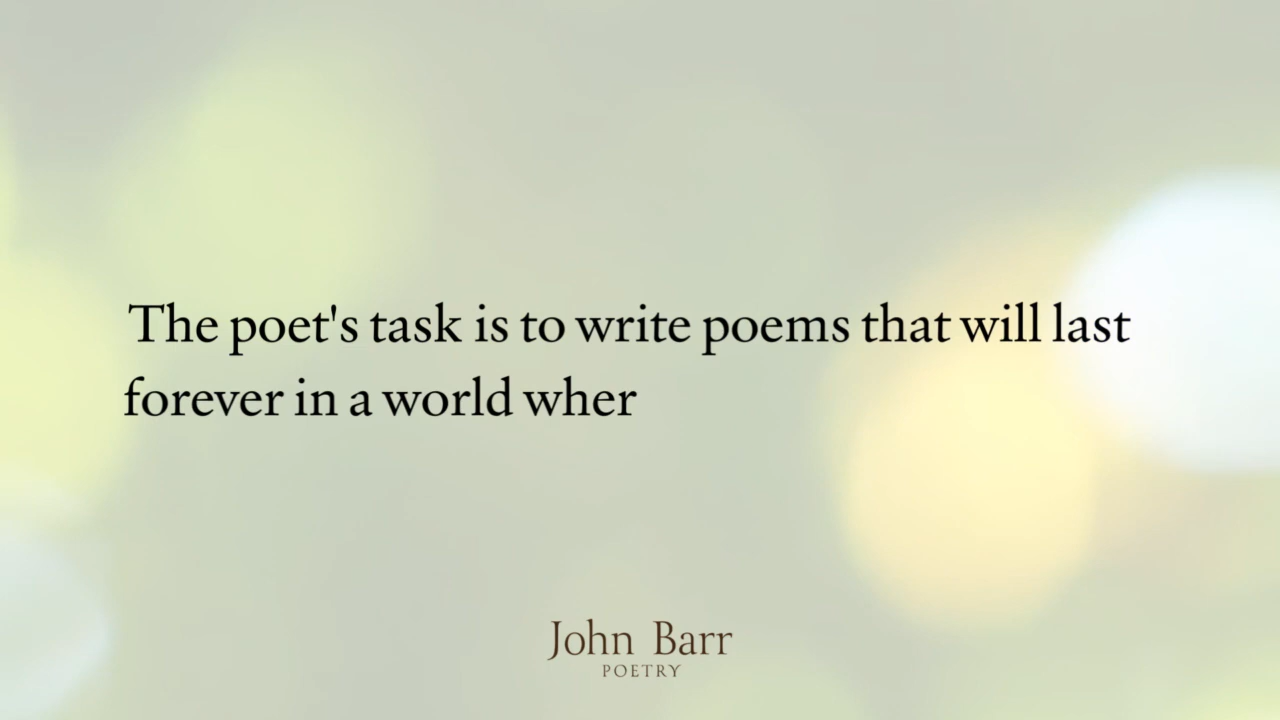 The poet's task is to write poems that will last
forever in a world wher
John Barr
POETRY